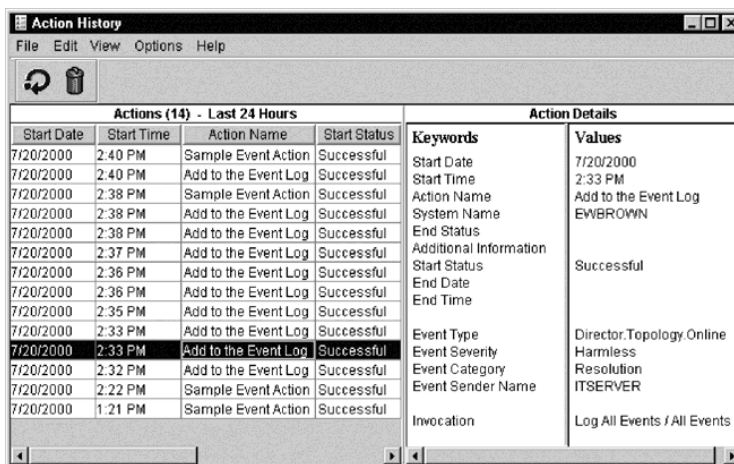 Action History
File Edit View Options Help
Actions (14) - Last 24 Hours
Start Date Start Time Action Name Start Status
7/20/2000 2:40 PM Sample Event Action Successful
7/20/2000 2:40 PM Add to the Event Log Successful
7/20/2000 2:38 PM Sample Event Action Successful
7/20/2000 2:38 PM Add to the Event Log Successful
7/20/2000 2:38 PM Add to the Event Log Successful
7/20/2000 2:37 PM Add to the Event Log Successful
7/20/2000 2:36 PM Add to the Event Log Successful
7/20/2000 2:36 PM Add to the Event Log Successful
7/20/2000 2:35 PM Add to the Event Log Successful
7/20/2000 2:33 PM Add to the Event Log Successful
7/20/2000 2:33 PM Add to the Event Log Successful
7/20/2000 2:32 PM Add to the Event Log Successful
7/20/2000 2:22 PM Sample Event Action Successful
7/20/2000 1:21 PM Sample Event Action Successful
Action Details
Keywords Values
Start Date 7/20/2000
Start Time 2:33 PM
Action Name Add to the Event Log
System Name EWBROWN
End Status
Additional Information
Start Status Successful
End Date
End Time
Event Type Director.Topology.Online
Event Severity Harmless
Event Category Resolution
Event Sender Name ITSERVER
Invocation Log All Events / All Events